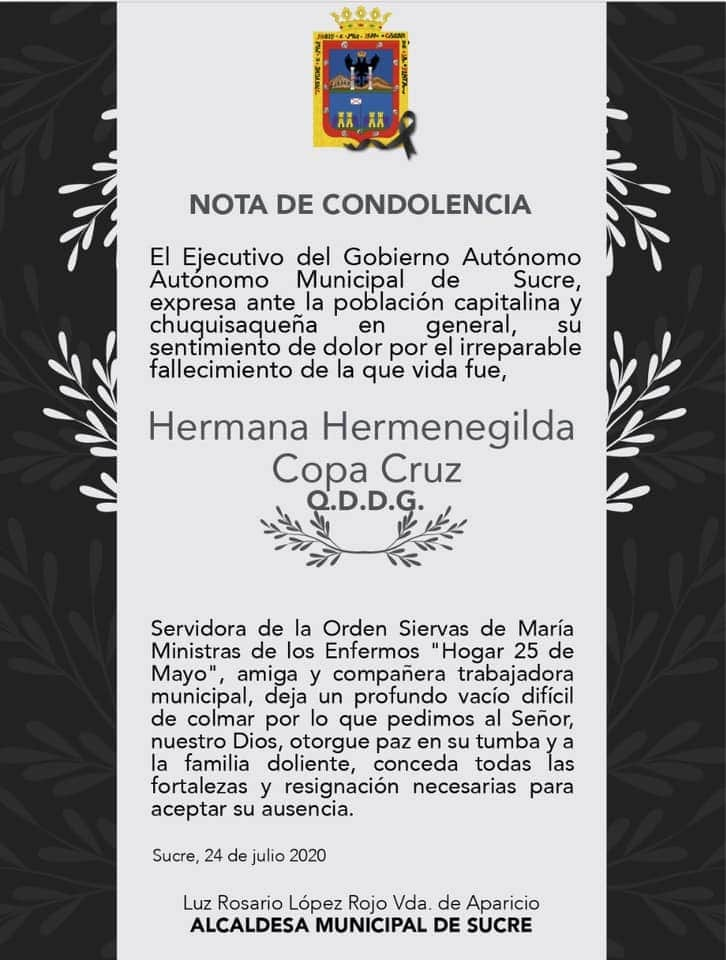 NOTA DE CONDOLENCIA
El Ejecutivo del Gobierno Autónomo
Autónomo Municipal de Sucre,
expresa ante la población capitalina y
chuquisaqueña en general, su
sentimiento de dolor por el irreparable
fallecimiento de la que vida fue,
Hermana Hermenegilda
Copa Cruz
Q.D.D.G.
Servidora de la Orden Siervas de María
Ministras de los Enfermos "Hogar 25 de
Mayo", amiga y compañera trabajadora
municipal, deja un profundo vacío difícil
de colmar por lo que pedimos al Señor,
nuestro Dios, otorgue paz en su tumba y a
la familia doliente, conceda todas las
fortalezas y resignación necesarias para
aceptar su ausencia.
Sucre, 24 de julio 2020
Luz Rosario López Rojo Vda. de Aparicio
ALCALDESA MUNICIPAL DE SUCRE